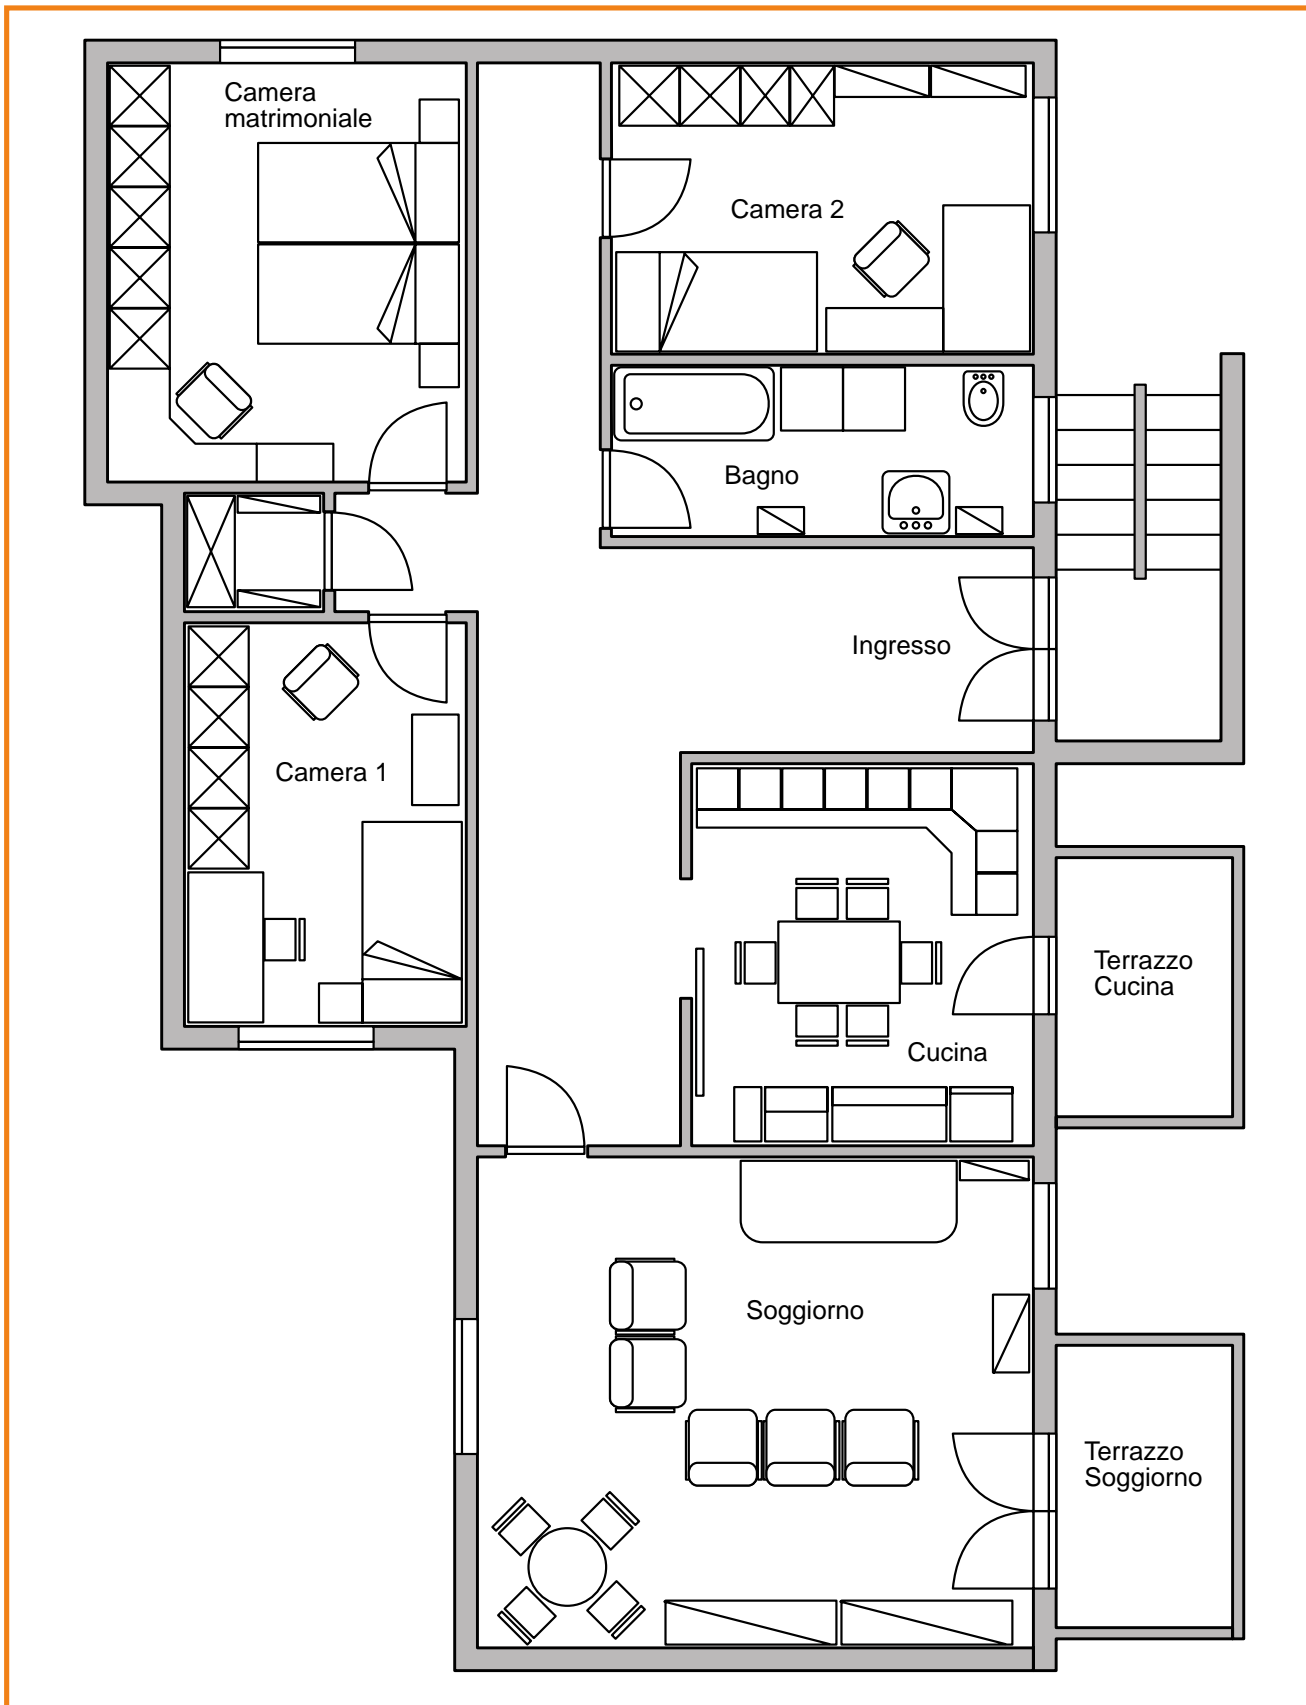 Camera
matrimoniale
Camera 2
Bagno
Ingresso
Camera 1
Terrazzo
Cucina
Cucina
Soggiorno
Terrazzo
Soggiorno